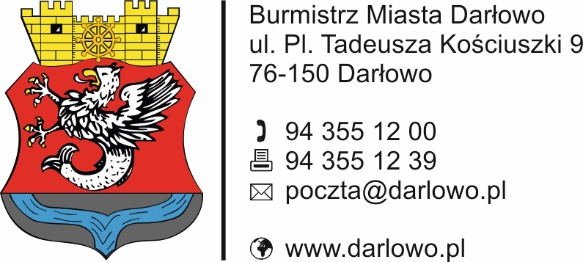 Burmistrz Miasta Darłowo
ul. Pl. Tadeusza Kościuszki 9
76-150 Darłowo
94 355 12 00
94 355 12 39
poczta@darlowo.pl
www.darlowo.pl